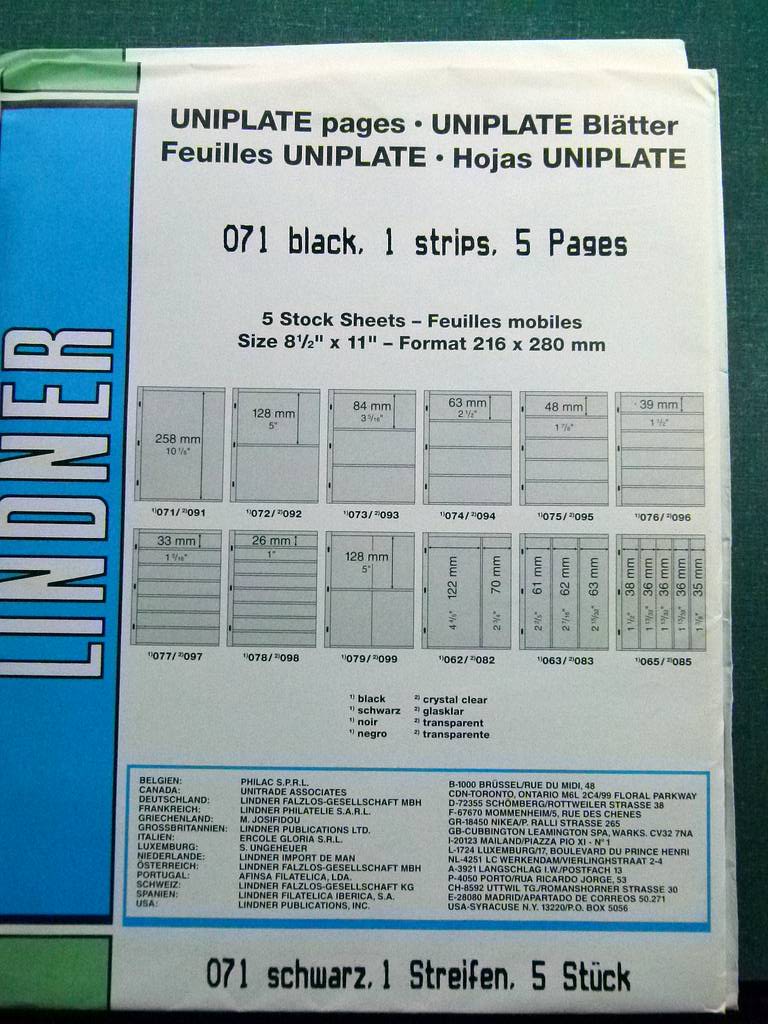 UNIPLATE pages • UNIPLATE Blätter
Feuilles UNIPLATE • Hojas UNIPLATE
071 black, 1 strips, 5 Pages
5 Stock Sheets – Feuilles mobiles
Size 8½" x 11" – Format 216 x 280 mm
LINDNER
258 mm
10 ⅛"
128 mm
5"
84 mm
3 5/16"
63 mm
2 ½"
48 mm
1 ⅞"
39 mm
1 ½"
¹⁾071/ ²⁾091 ¹⁾072/ ²⁾092 ¹⁾073/ ²⁾093 ¹⁾074/ ²⁾094 ¹⁾075/ ²⁾095 ¹⁾076/ ²⁾096
33 mm
1 5/16"
26 mm
1"
128 mm
5"
122 mm 70 mm
61 mm 62 mm 63 mm
38 mm 36 mm 36 mm 36 mm 35 mm
¹⁾077/ ²⁾097 ¹⁾078/ ²⁾098 ¹⁾079/ ²⁾099 ¹⁾062/ ²⁾082 ¹⁾063/ ²⁾083 ¹⁾065/ ²⁾085
¹⁾ black ²⁾ crystal clear
¹⁾ schwarz ²⁾ glasklar
¹⁾ noir ²⁾ transparent
¹⁾ negro ²⁾ transparente
BELGIEN: PHILAC S.P.R.L. B-1000 BRÜSSEL/RUE DU MIDI, 48
CANADA: UNITRADE ASSOCIATES CDN-TORONTO, ONTARIO M6L 2C4/99 FLORAL PARKWAY
DEUTSCHLAND: LINDNER FALZLOS-GESELLSCHAFT MBH D-72355 SCHÖMBERG/ROTTWEILER STRASSE 38
FRANKREICH: LINDNER PHILATELIE S.A.R.L. F-67670 MOMMENHEIM/5, RUE DES CHENES
GRIECHENLAND: M. JOSIFIDOU GR-18450 NIKEA/P. RALLI STRASSE 265
GROSSBRITANNIEN: LINDNER PUBLICATIONS LTD. GB-CUBBINGTON LEAMINGTON SPA, WARKS. CV32 7NA
ITALIEN: ERCOLE GLORIA S.R.L. I-20123 MAILAND/PIAZZA PIO XI - N° 1
LUXEMBURG: S. UNGEHEUER L-1724 LUXEMBURG/17, BOULEVARD DU PRINCE HENRI
NIEDERLANDE: LINDNER IMPORT DE MAN NL-4251 LC WERKENDAM/VIERLINGHSTRAAT 2-4
ÖSTERREICH: LINDNER FALZLOS-GESELLSCHAFT MBH A-3921 LANGSCHLAG I.W./POSTFACH 13
PORTUGAL: AFINSA FILATELICA, LDA. P-4050 PORTO/RUA RICARDO JORGE, 53
SCHWEIZ: LINDNER FALZLOS-GESELLSCHAFT KG CH-8592 UTTWIL TG./ROMANSHORNER STRASSE 30
SPANIEN: LINDNER FILATELICA IBERICA, S.A. E-28080 MADRID/APARTADO DE CORREOS 50.271
USA: LINDNER PUBLICATIONS, INC. USA-SYRACUSE N.Y. 13220/P.O. BOX 5056
071 schwarz, 1 Streifen, 5 Stück